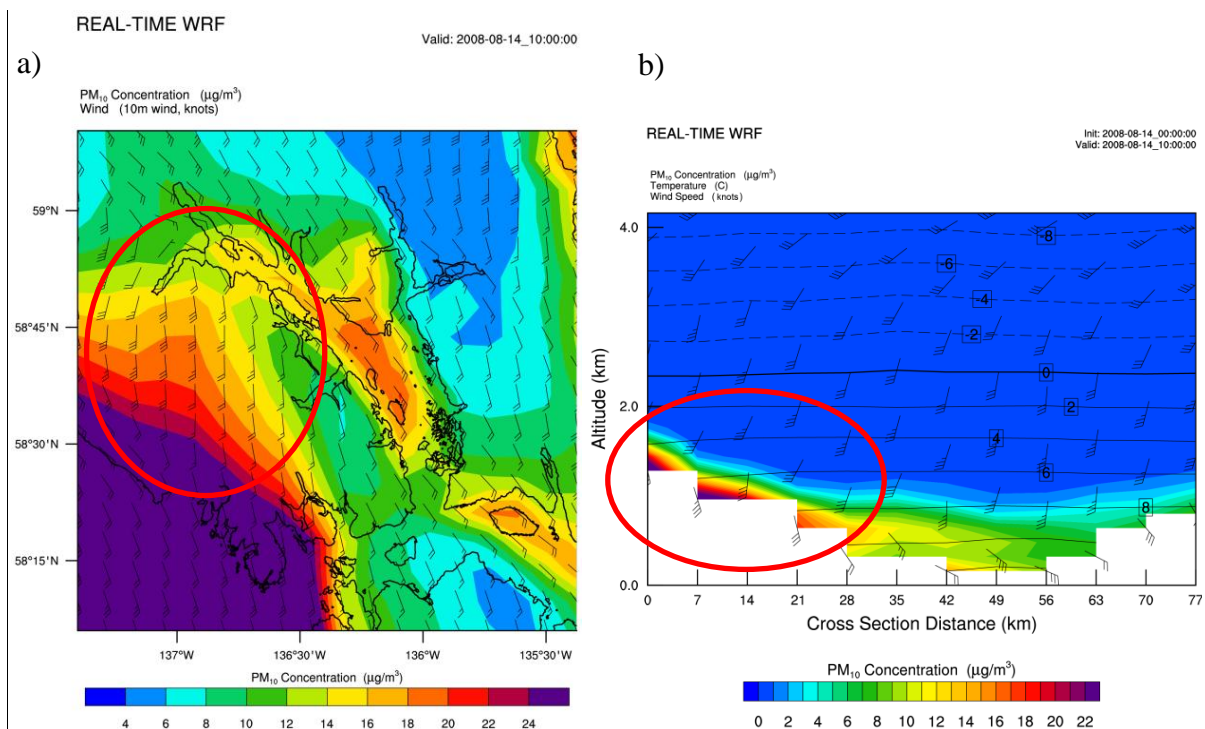 REAL-TIME WRF
Valid: 2008-08-14_10:00:00
a)
PM10 Concentration (µg/m3)
Wind (10m wind, knots)
59°N
58°45'N
58°30'N
58°15'N
137°W 136°30'W 136°W 135°30'W
PM10 Concentration (µg/m3)
4 6 8 10 12 14 16 18 20 22 24
b)
REAL-TIME WRF
Init: 2008-08-14_00:00:00
Valid: 2008-08-14_10:00:00
PM10 Concentration (µg/m3)
Temperature (C)
Wind Speed (knots)
Altitude (km)
4.0
2.0
0.0
-8
-6
-4
-2
0
2
4
6
8
0 7 14 21 28 35 42 49 56 63 70 77
Cross Section Distance (km)
PM10 Concentration (µg/m3)
0 2 4 6 8 10 12 14 16 18 20 22